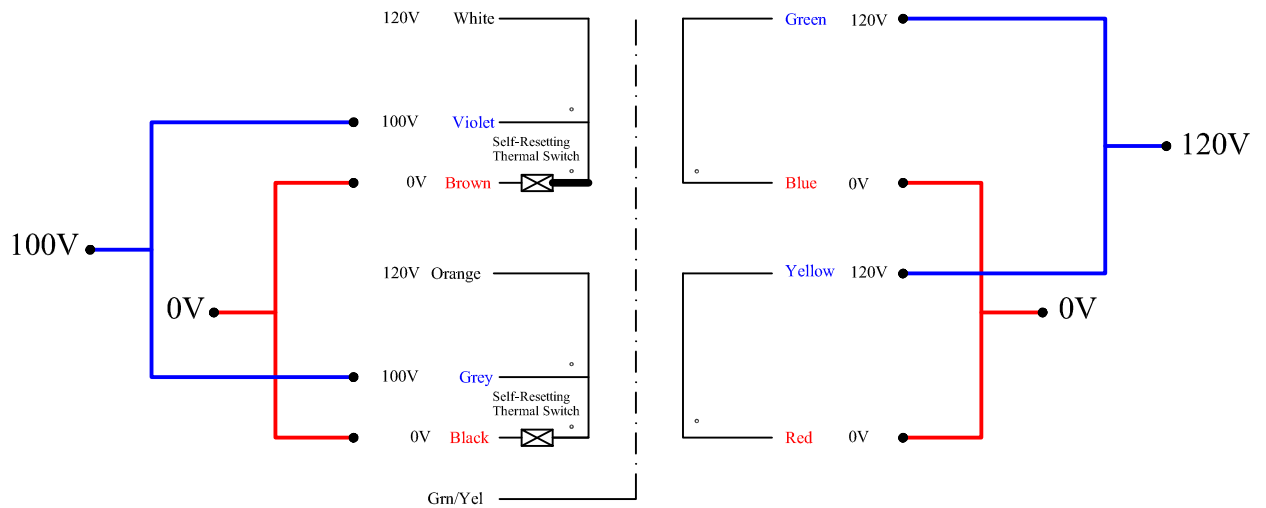 120V White
Green 120V
100V Violet
Self-Resetting
Thermal Switch
120V
0V Brown
Blue 0V
100V
120V Orange
Yellow 120V
0V
0V
100V Grey
Self-Resetting
Thermal Switch
0V Black
Red 0V
Grn/Yel